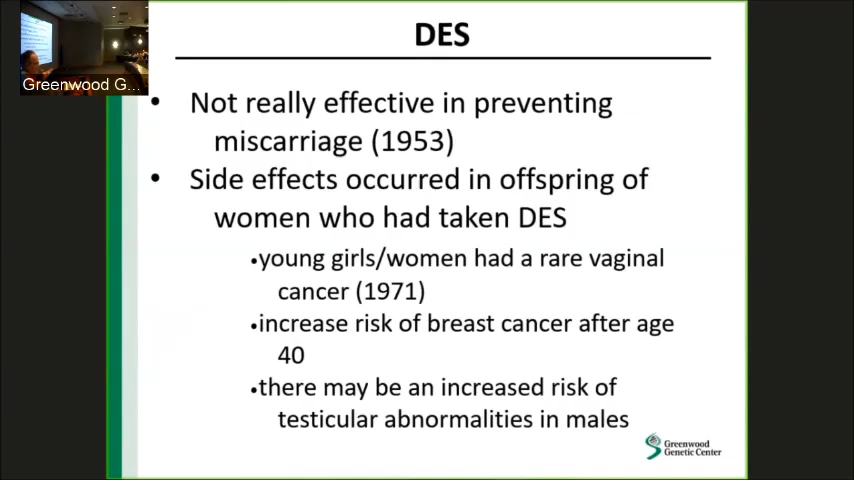 DES
Greenwood G...
• Not really effective in preventing
miscarriage (1953)
• Side effects occurred in offspring of
women who had taken DES
•young girls/women had a rare vaginal
cancer (1971)
•increase risk of breast cancer after age
40
•there may be an increased risk of
testicular abnormalities in males
Greenwood
Genetic Center